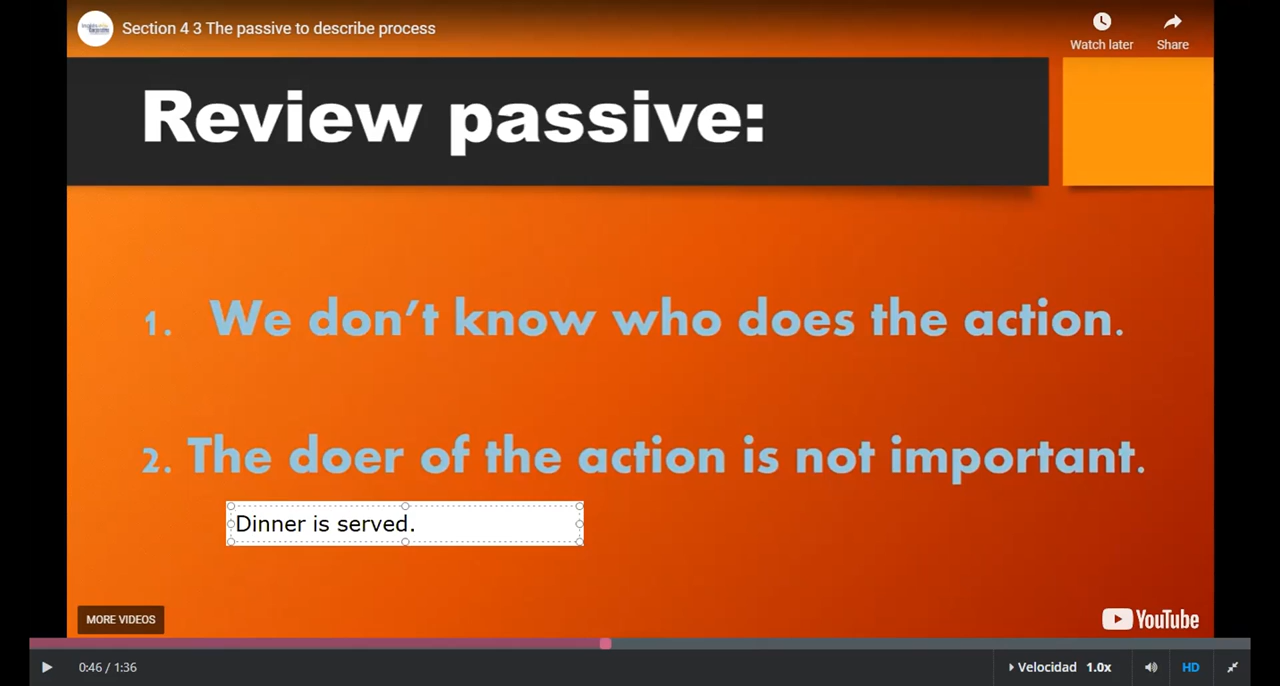 Section 4 3 The passive to describe process
Watch later
Share
Review passive:
1. We don't know who does the action.
2. The doer of the action is not important.
Dinner is served.
MORE VIDEOS
YouTube
0:46 / 1:36
Velocidad 1.0x
HD